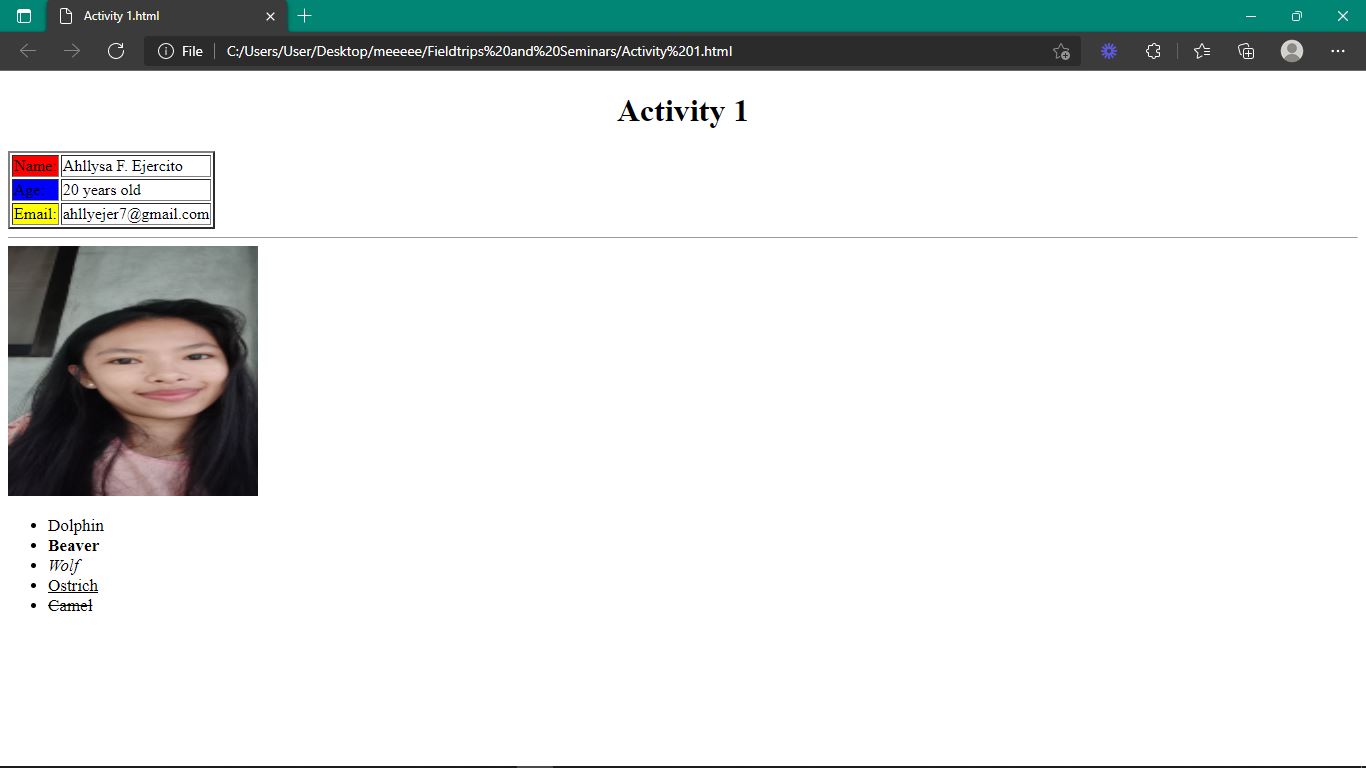 Activity 1.html
File C:/Users/User/Desktop/meeeee/Fieldtrips%20and%20Seminars/Activity%201.html
Activity 1
Name: Ahllysa F. Ejercito
Age: 20 years old
Email: ahllyejer7@gmail.com
Dolphin
Beaver
Wolf
Ostrich
Camel